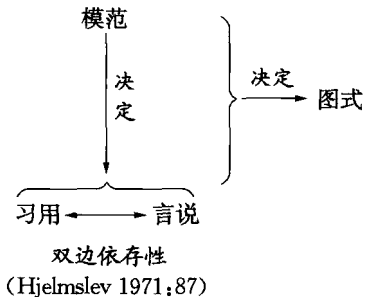 模范
决定
决定
图式
习用
言说
双边依存性
（Hjelmslev 1971：87）